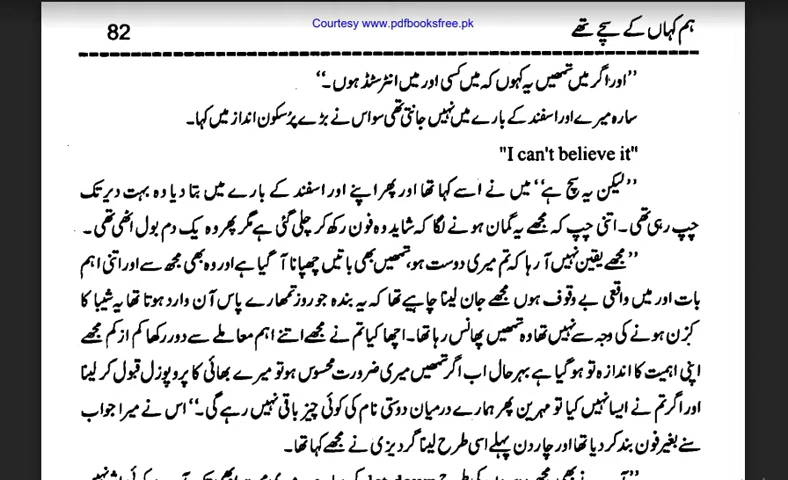 82
Courtesy www.pdfbooksfree.pk
ہم کہاں کے سچے تھے
’’اور اگر میں تمھیں یہ کہوں کہ میں کسی اور میں انٹرسٹڈ ہوں۔‘‘
سارہ میرے اور اسفند کے بارے میں نہیں جانتی تھی سو اس نے بڑے پُرسکون انداز میں کہا۔
"I can't believe it"
’’لیکن یہ سچ ہے‘‘ میں نے اسے کہا تھا اور پھر اپنے اور اسفند کے بارے میں بتا دیا وہ بہت دیر تک
چپ رہی تھی۔ اتنی چپ کہ مجھے یہ گمان ہونے لگا کہ شاید وہ فون رکھ کر چلی گئی ہے مگر پھر وہ یک دم بول اٹھی تھی۔
’’مجھے یقین نہیں آ رہا کہ تم میری دوست ہو، تمھیں بھی باتیں چھپانا آ گیا ہے اور وہ بھی مجھ سے اور اتنی اہم
بات اور میں واقعی بے وقوف ہوں مجھے جان لینا چاہیے تھا کہ یہ بندہ جو روز تمھارے پاس آن وارد ہوتا تھا یہ شیبا کا
کزن ہونے کی وجہ سے نہیں تھا وہ تمھیں پھانس رہا تھا۔ اچھا کیا تم نے مجھے اتنے اہم معاملے سے دور رکھا کم از کم مجھے
اپنی اہمیت کا اندازہ تو ہو گیا ہے بہرحال اب اگر تمھیں میری ضرورت محسوس ہو تو میرے بھائی کا پروپوزل قبول کر لینا
اور اگر تم نے ایسا نہیں کیا تو مہرین پھر ہمارے درمیان دوستی نام کی کوئی چیز باقی نہیں رہے گی۔‘‘ اس نے میرا جواب
سنے بغیر فون بند کر دیا تھا اور چار دن پہلے اسی طرح لینا گردیزی نے مجھے کہا تھا۔